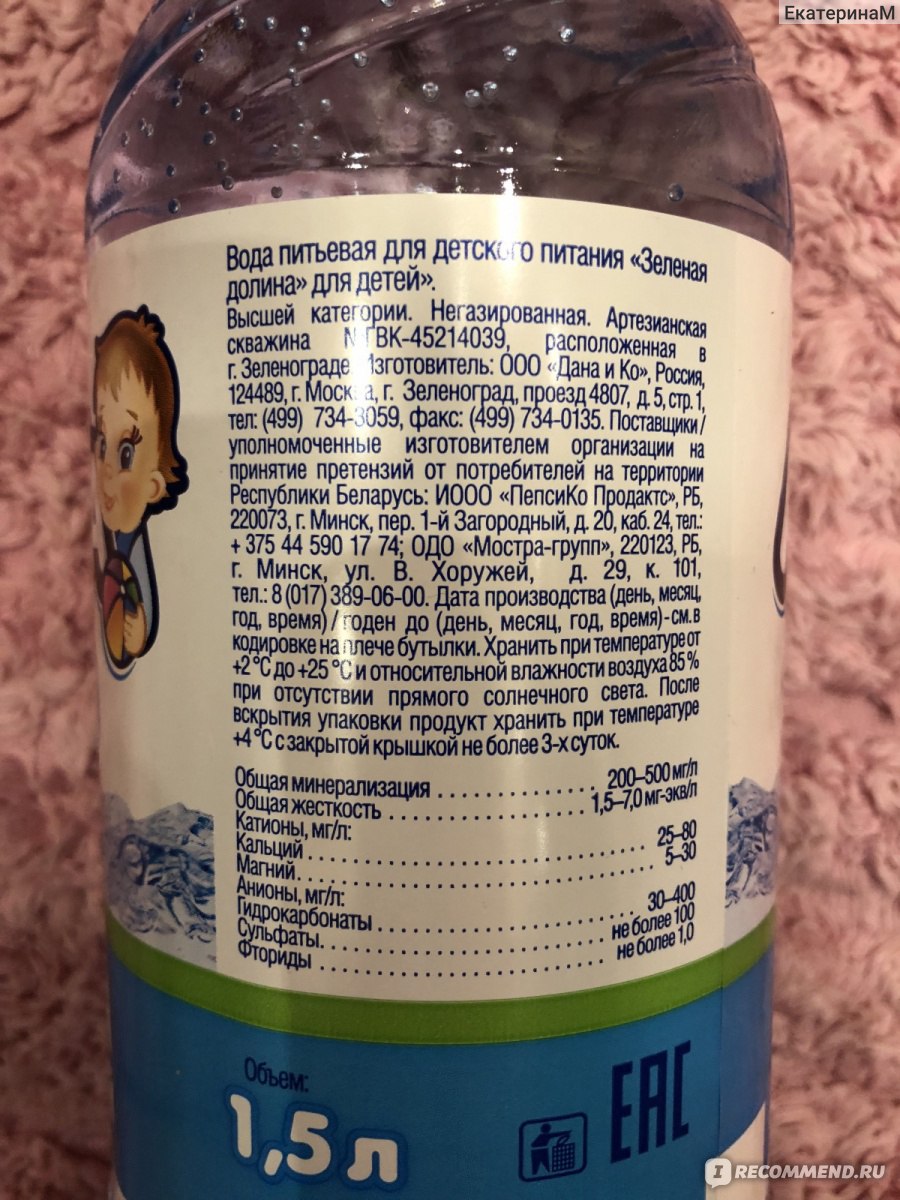 ЕкатеринаМ
Вода питьевая для детского питания «Зеленая
долина» для детей».
Высшей категории. Негазированная. Артезианская
скважина №ГВК-45214039, расположенная в
г. Зеленограде. Изготовитель: ООО «Дана и Ко», Россия,
124489, г. Москва, г. Зеленоград, проезд 4807, д. 5, стр. 1,
тел: (499) 734-3059, факс: (499) 734-0135. Поставщики /
уполномоченные изготовителем организации на
принятие претензий от потребителей на территории
Республики Беларусь: ИООО «ПепсиКо Продактс», РБ,
220073, г. Минск, пер. 1-й Загородный, д. 20, каб. 24, тел.:
+ 375 44 590 17 74; ОДО «Мостра-групп», 220123, РБ,
г. Минск, ул. В. Хоружей, д. 29, к. 101,
тел.: 8 (017) 389-06-00. Дата производства (день, месяц,
год, время) / годен до (день, месяц, год, время) - см. в
кодировке на плече бутылки. Хранить при температуре от
+2 °С до +25 °С и относительной влажности воздуха 85 %
при отсутствии прямого солнечного света. После
вскрытия упаковки продукт хранить при температуре
+4 °С с закрытой крышкой не более 3-х суток.
Общая минерализация 200–500 мг/л
Общая жесткость 1,5–7,0 мг-экв/л
Катионы, мг/л:
Кальций 25–80
Магний 5–30
Анионы, мг/л:
Гидрокарбонаты 30–400
Сульфаты не более 100
Фториды не более 1,0
Объем:
1,5 л
ЕАС
IRECOMMEND.RU